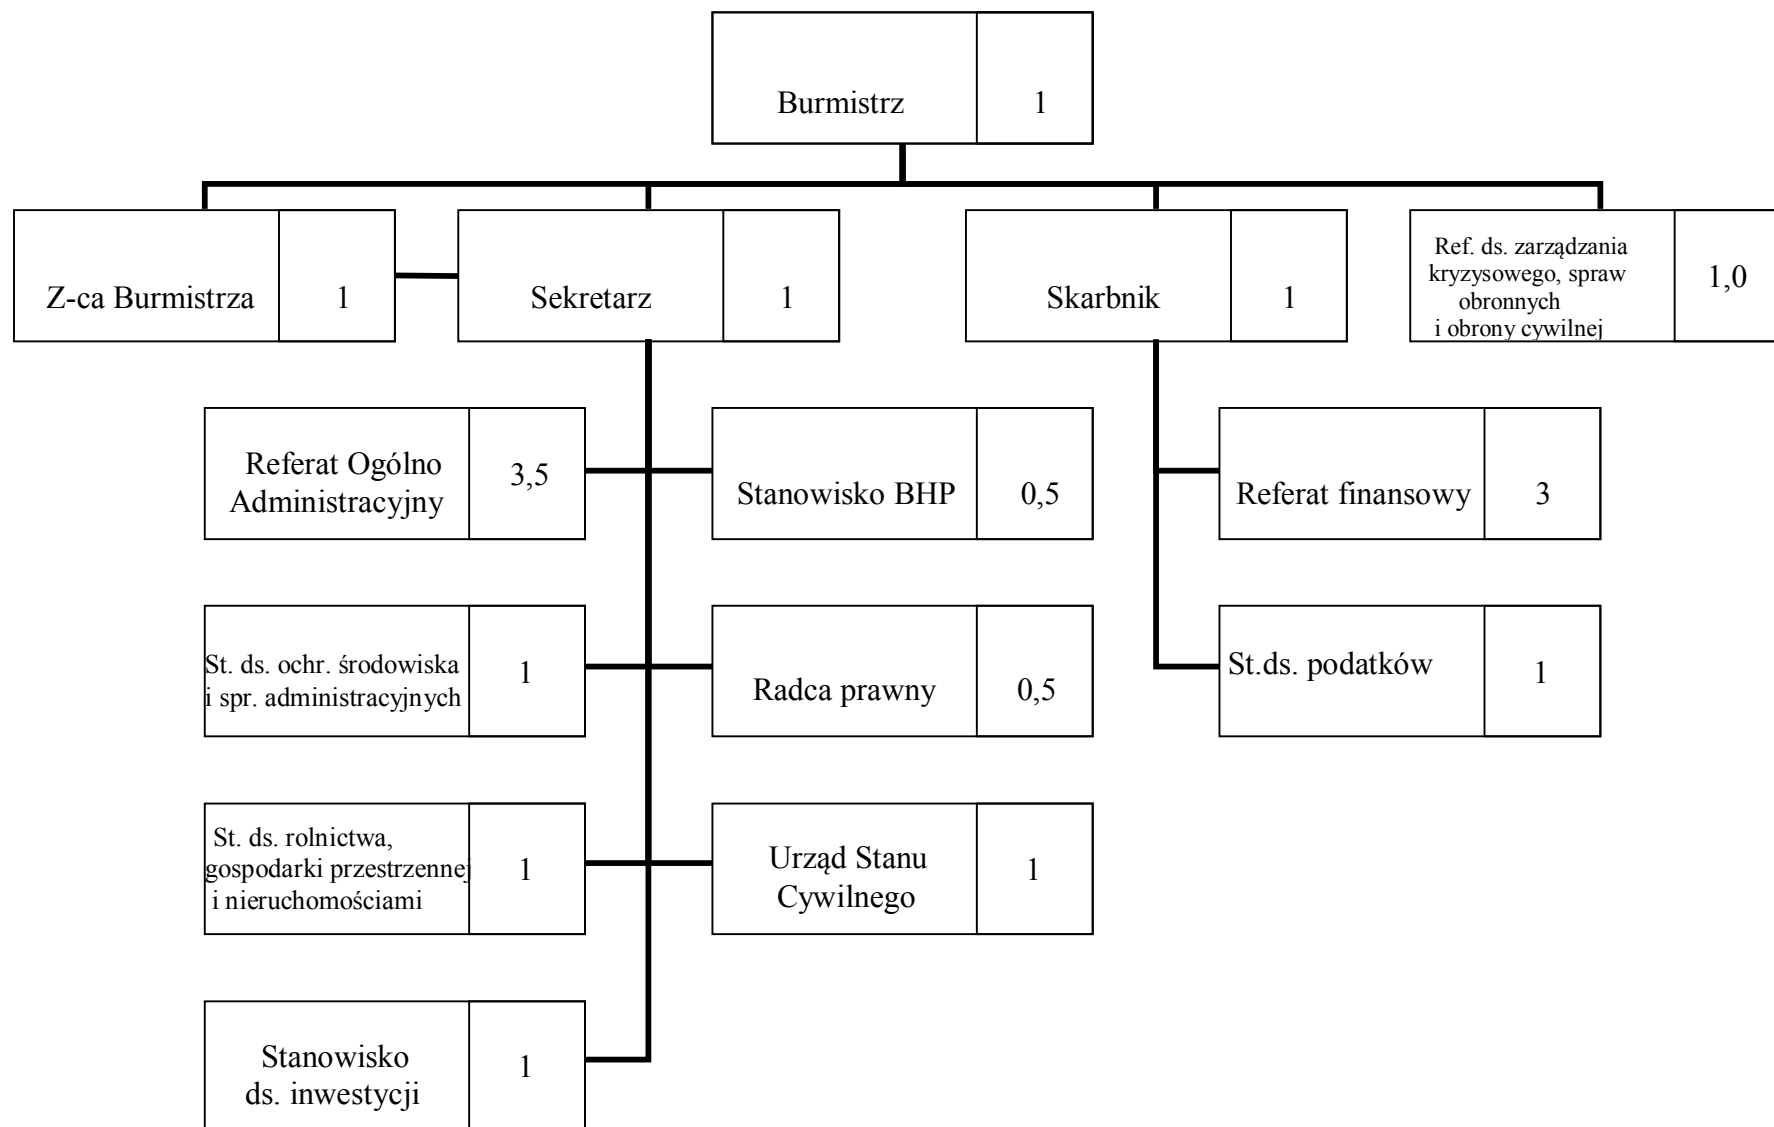 Burmistrz
1
Z-ca Burmistrza
1
Sekretarz
1
Skarbnik
1
Ref. ds. zarządzania
kryzysowego, spraw
obronnych
i obrony cywilnej
1,0
Referat Ogólno
Administracyjny
3,5
Stanowisko BHP
0,5
Referat finansowy
3
St. ds. ochr. środowiska
i spr. administracyjnych
1
Radca prawny
0,5
St.ds. podatków
1
St. ds. rolnictwa,
gospodarki przestrzennej
i nieruchomościami
1
Urząd Stanu
Cywilnego
1
Stanowisko
ds. inwestycji
1